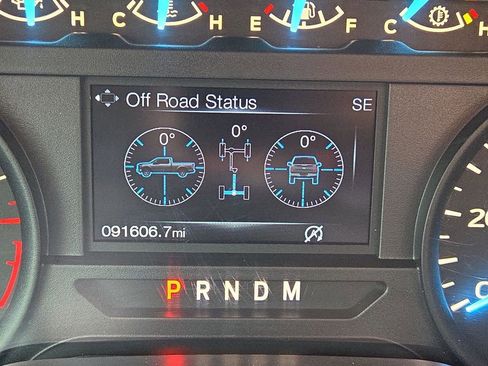 H C H E F C H
Off Road Status SE
0° 0° 0°
091606.7mi
P R N D M